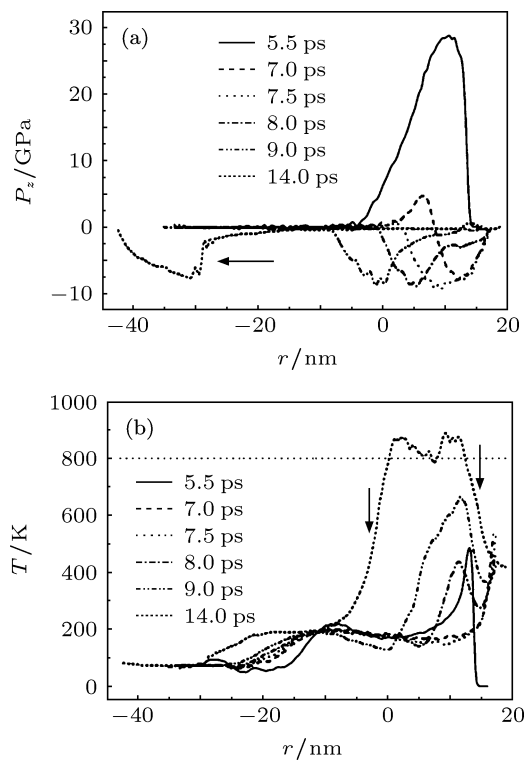 (a)
5.5 ps
7.0 ps
7.5 ps
8.0 ps
9.0 ps
14.0 ps
30
20
10
0
−10
P_z/GPa
−40
−20
0
20
r/nm
(b)
1000
800
600
400
200
0
T/K
5.5 ps
7.0 ps
7.5 ps
8.0 ps
9.0 ps
14.0 ps
−40
−20
0
20
r/nm